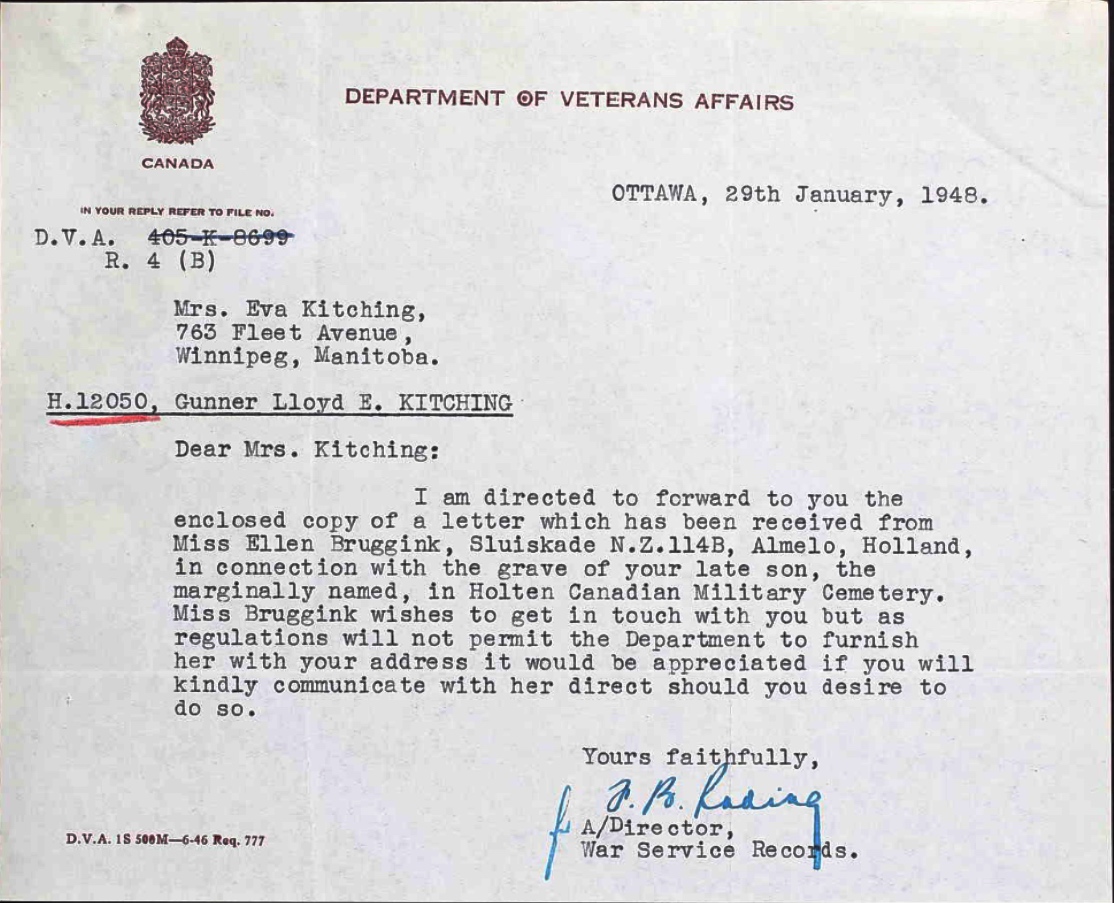 DEPARTMENT OF VETERANS AFFAIRS
CANADA
OTTAWA, 29th January, 1948.
IN YOUR REPLY REFER TO FILE NO.
D.V.A. 405-K-8699
R. 4 (B)
Mrs. Eva Kitching,
763 Fleet Avenue,
Winnipeg, Manitoba.
H.12050, Gunner Lloyd E. KITCHING
Dear Mrs. Kitching:
I am directed to forward to you the
enclosed copy of a letter which has been received from
Miss Ellen Bruggink, Sluiskade N.Z.114B, Almelo, Holland,
in connection with the grave of your late son, the
marginally named, in Holten Canadian Military Cemetery.
Miss Bruggink wishes to get in touch with you but as
regulations will not permit the Department to furnish
her with your address it would be appreciated if you will
kindly communicate with her direct should you desire to
do so.
Yours faithfully,
F. B.
A/Director,
War Service Records.
D.V.A. 1S 500M—6-46 Req. 777